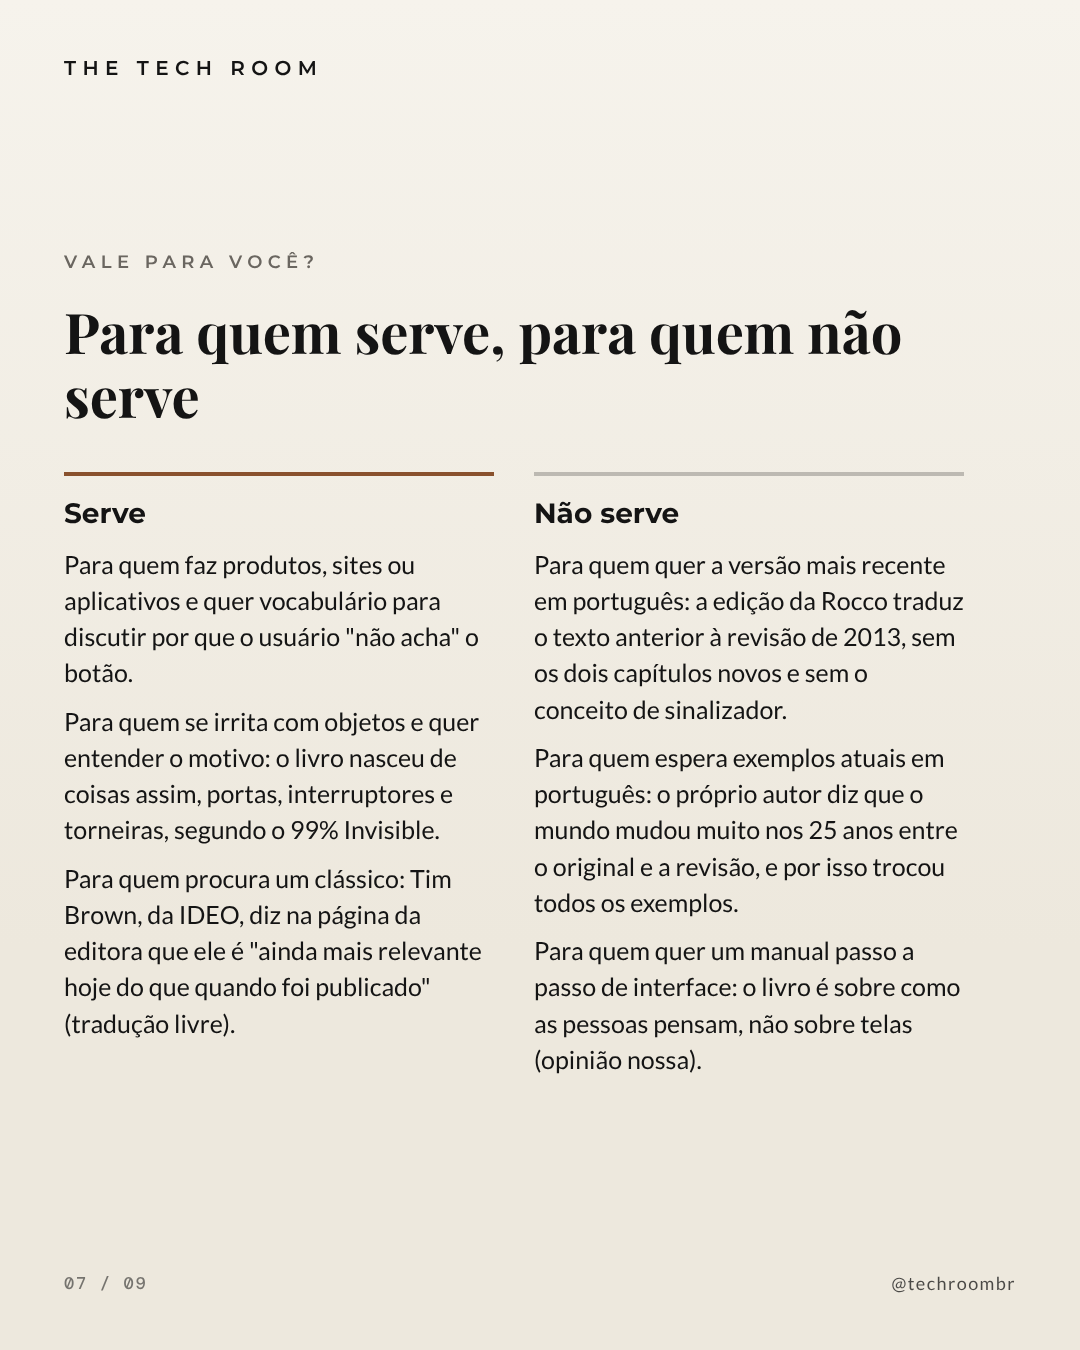 THE TECH ROOM
VALE PARA VOCÊ?
Para quem serve, para quem não
serve
Serve
Para quem faz produtos, sites ou
aplicativos e quer vocabulário para
discutir por que o usuário "não acha" o
botão.
Para quem se irrita com objetos e quer
entender o motivo: o livro nasceu de
coisas assim, portas, interruptores e
torneiras, segundo o 99% Invisible.
Para quem procura um clássico: Tim
Brown, da IDEO, diz na página da
editora que ele é "ainda mais relevante
hoje do que quando foi publicado"
(tradução livre).
Não serve
Para quem quer a versão mais recente
em português: a edição da Rocco traduz
o texto anterior à revisão de 2013, sem
os dois capítulos novos e sem o
conceito de sinalizador.
Para quem espera exemplos atuais em
português: o próprio autor diz que o
mundo mudou muito nos 25 anos entre
o original e a revisão, e por isso trocou
todos os exemplos.
Para quem quer um manual passo a
passo de interface: o livro é sobre como
as pessoas pensam, não sobre telas
(opinião nossa).
07 / 09
@techroombr